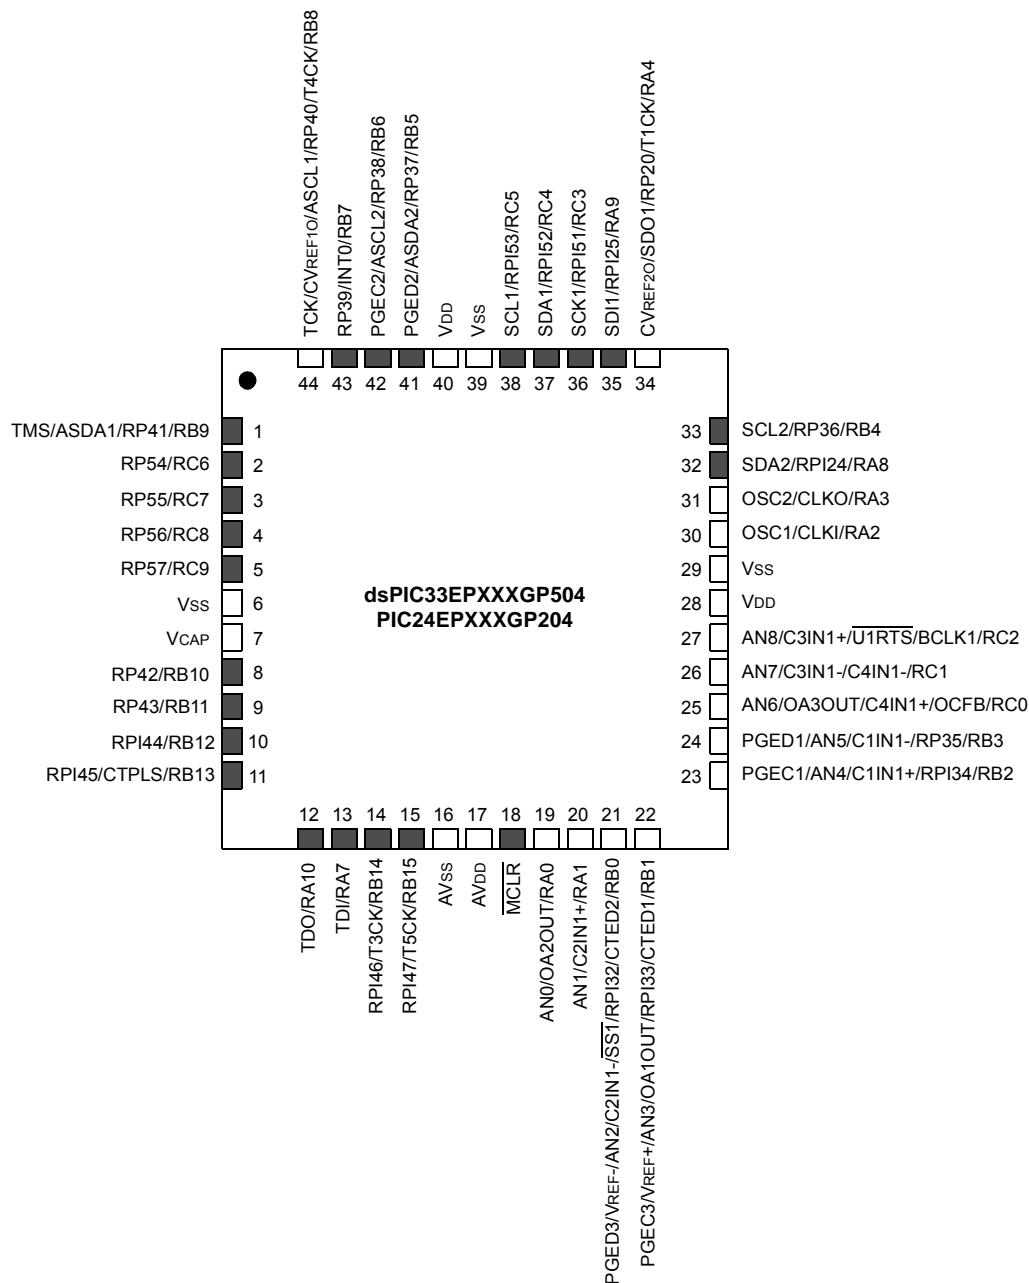 TCK/CVREF1O/ASCL1/RP40/T4CK/RB8
RP39/INT0/RB7
PGEC2/ASCL2/RP38/RB6
PGED2/ASDA2/RP37/RB5
VDD
VSS
SCL1/RPI53/RC5
SDA1/RPI52/RC4
SCK1/RPI51/RC3
SDI1/RPI25/RA9
CVREF2O/SDO1/RP20/T1CK/RA4
44 43 42 41 40 39 38 37 36 35 34
TMS/ASDA1/RP41/RB9 1
RP54/RC6 2
RP55/RC7 3
RP56/RC8 4
RP57/RC9 5
VSS 6
VCAP 7
RP42/RB10 8
RP43/RB11 9
RPI44/RB12 10
RPI45/CTPLS/RB13 11
dsPIC33EPXXXGP504
PIC24EPXXXGP204
33 SCL2/RP36/RB4
32 SDA2/RPI24/RA8
31 OSC2/CLKO/RA3
30 OSC1/CLKI/RA2
29 VSS
28 VDD
27 AN8/C3IN1+/U1RTS/BCLK1/RC2
26 AN7/C3IN1-/C4IN1-/RC1
25 AN6/OA3OUT/C4IN1+/OCFB/RC0
24 PGED1/AN5/C1IN1-/RP35/RB3
23 PGEC1/AN4/C1IN1+/RPI34/RB2
12 13 14 15 16 17 18 19 20 21 22
TDO/RA10
TDI/RA7
RPI46/T3CK/RB14
RPI47/T5CK/RB15
AVSS
AVDD
MCLR
AN0/OA2OUT/RA0
AN1/C2IN1+/RA1
PGED3/VREF-/AN2/C2IN1-/SS1/RPI32/CTED2/RB0
PGEC3/VREF+/AN3/OA1OUT/RPI33/CTED1/RB1